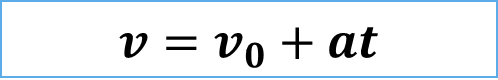 v = v₀ + at